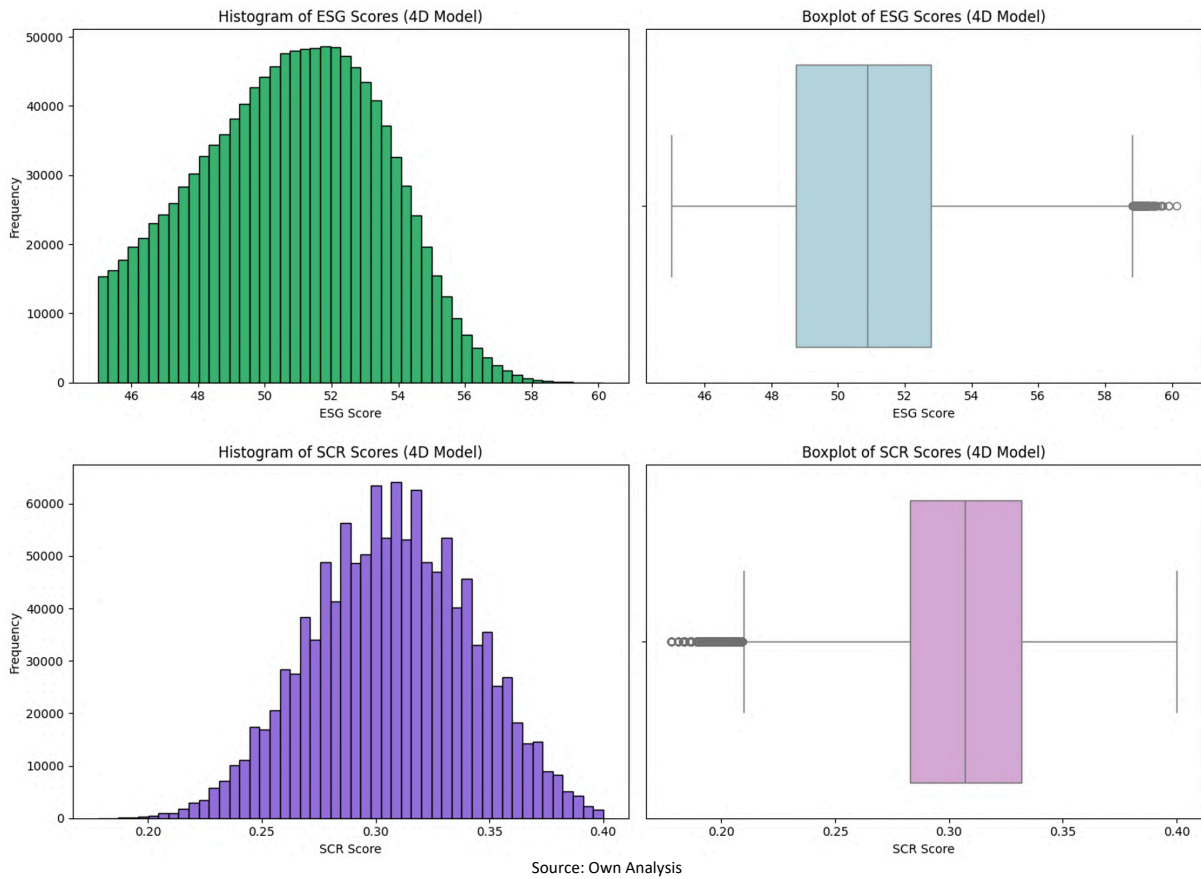 Histogram of ESG Scores (4D Model)
50000
40000
30000
20000
10000
0
Frequency
46 48 50 52 54 56 58 60
ESG Score
Boxplot of ESG Scores (4D Model)
46 48 50 52 54 56 58 60
ESG Score
Histogram of SCR Scores (4D Model)
60000
50000
40000
30000
20000
10000
0
Frequency
0.20 0.25 0.30 0.35 0.40
SCR Score
Boxplot of SCR Scores (4D Model)
0.20 0.25 0.30 0.35 0.40
SCR Score
Source: Own Analysis